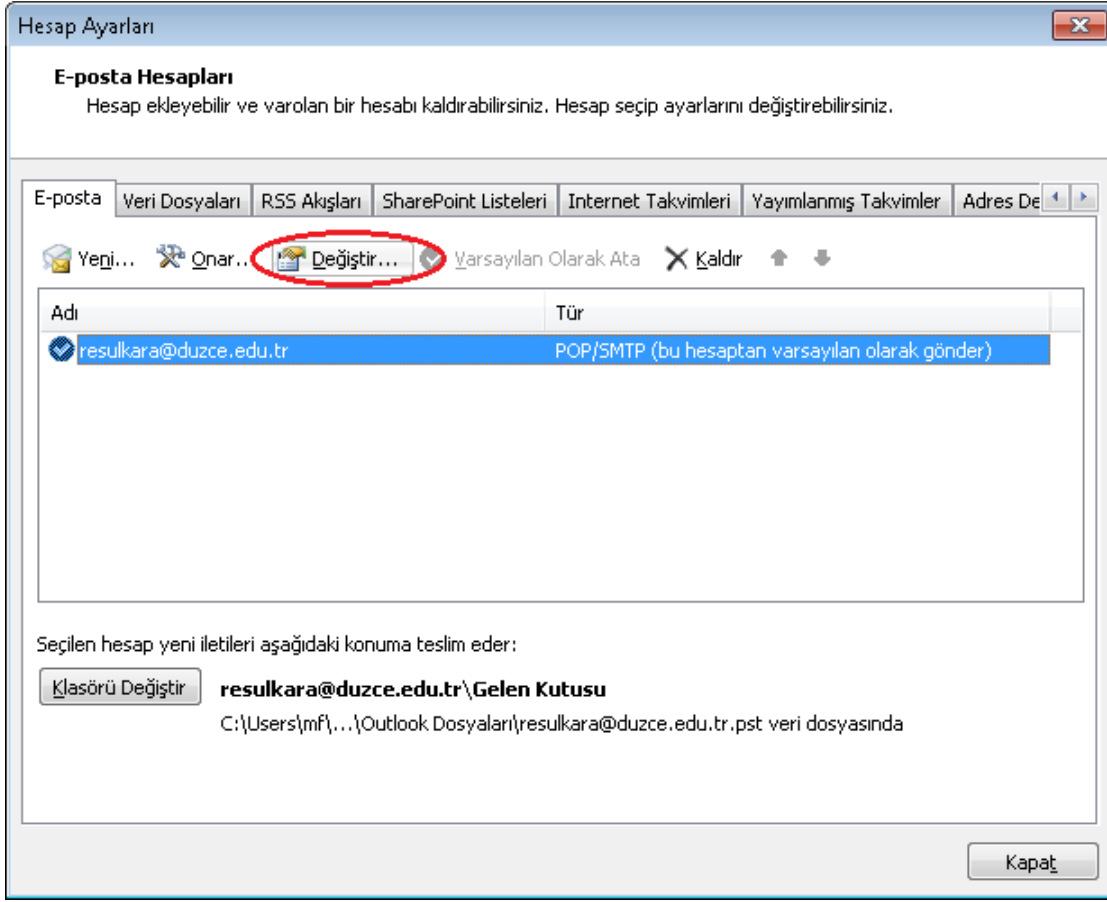 Hesap Ayarları
E-posta Hesapları
Hesap ekleyebilir ve varolan bir hesabı kaldırabilirsiniz. Hesap seçip ayarlarını değiştirebilirsiniz.
E-posta Veri Dosyaları RSS Akışları SharePoint Listeleri Internet Takvimleri Yayımlanmış Takvimler Adres De
Yeni... Onar... Değiştir... Varsayılan Olarak Ata Kaldır
Adı Tür
resulkara@duzce.edu.tr POP/SMTP (bu hesaptan varsayılan olarak gönder)
Seçilen hesap yeni iletileri aşağıdaki konuma teslim eder:
Klasörü Değiştir resulkara@duzce.edu.tr\Gelen Kutusu
C:\Users\mf\...\Outlook Dosyaları\resulkara@duzce.edu.tr.pst veri dosyasında
Kapat